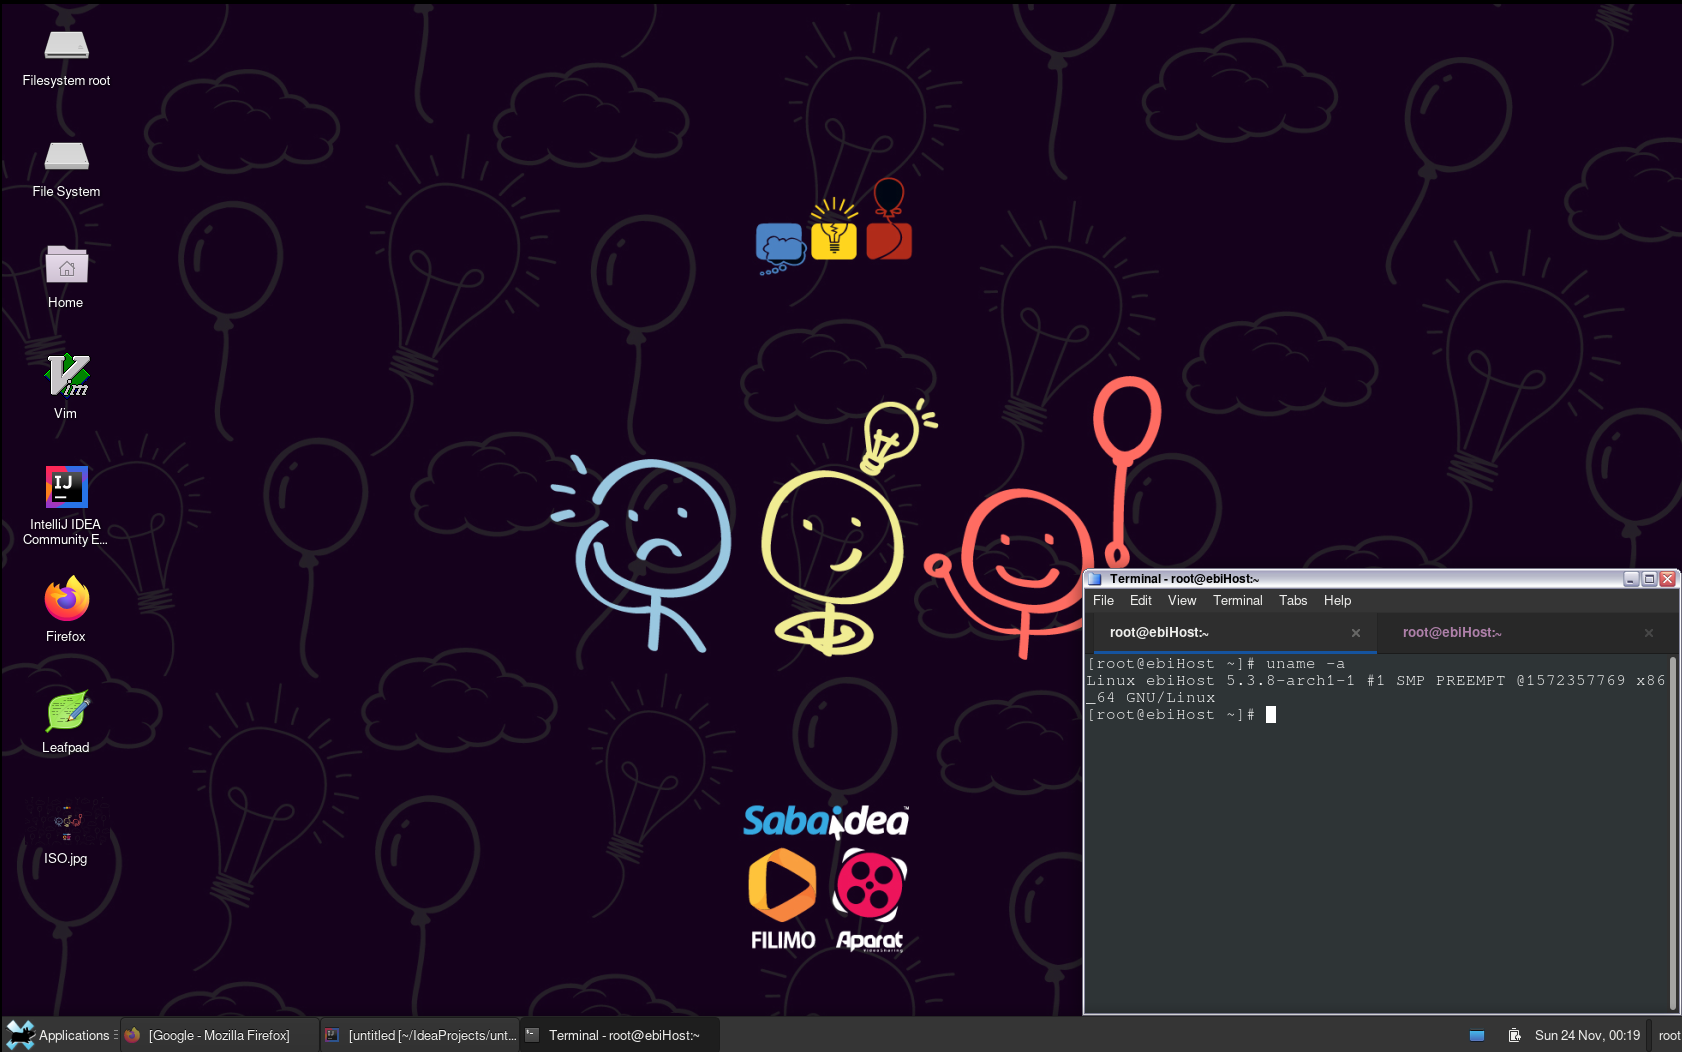 Filesystem root
File System
Home
Vim
IJ
IntelliJ IDEA
Community E...
Firefox
Leafpad
ISO.jpg
Sabaidea
FILIMO
Aparat
Terminal - root@ebiHost:~
File Edit View Terminal Tabs Help
root@ebiHost:~ root@ebiHost:~
[root@ebiHost ~]# uname -a
Linux ebiHost 5.3.8-arch1-1 #1 SMP PREEMPT @1572357769 x86
_64 GNU/Linux
[root@ebiHost ~]#
Applications [Google - Mozilla Firefox] [untitled [~/IdeaProjects/unt... Terminal - root@ebiHost:~ Sun 24 Nov, 00:19 root